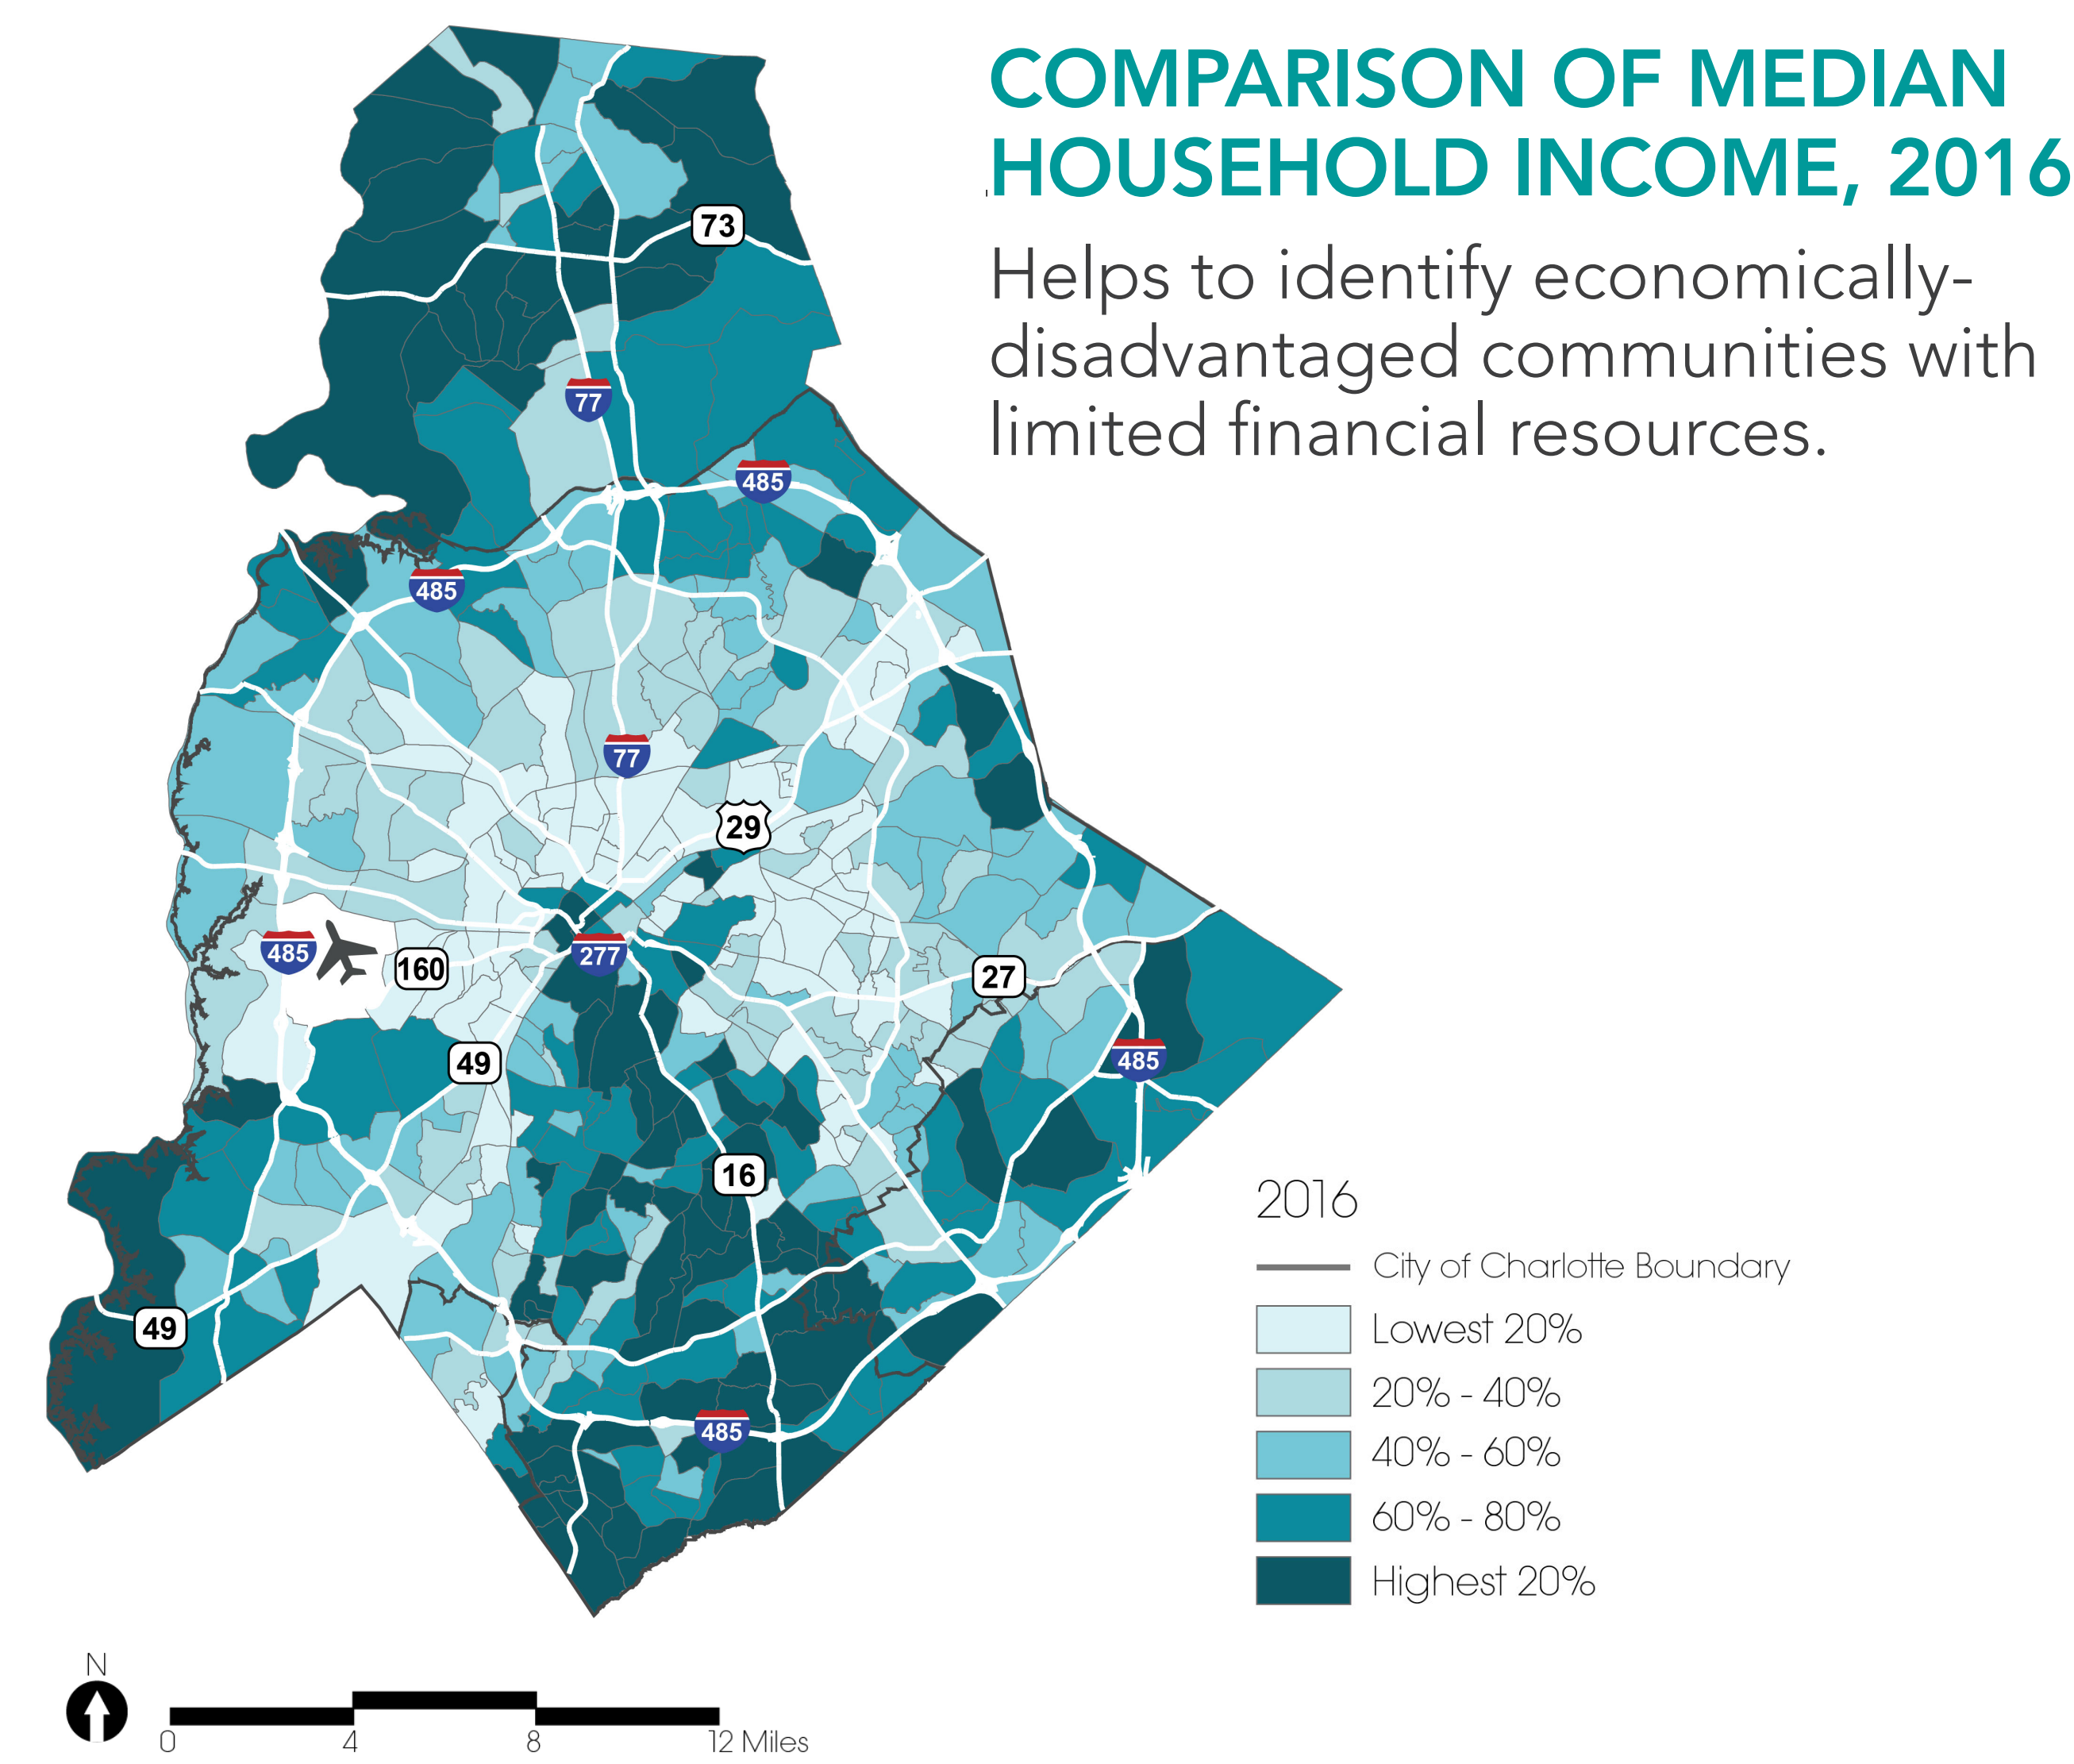 COMPARISON OF MEDIAN
HOUSEHOLD INCOME, 2016
Helps to identify economically-
disadvantaged communities with
limited financial resources.
73
77
485
485
77
29
485
160
277
27
49
485
16
49
485
2016
City of Charlotte Boundary
Lowest 20%
20% - 40%
40% - 60%
60% - 80%
Highest 20%
N
0 4 8 12 Miles